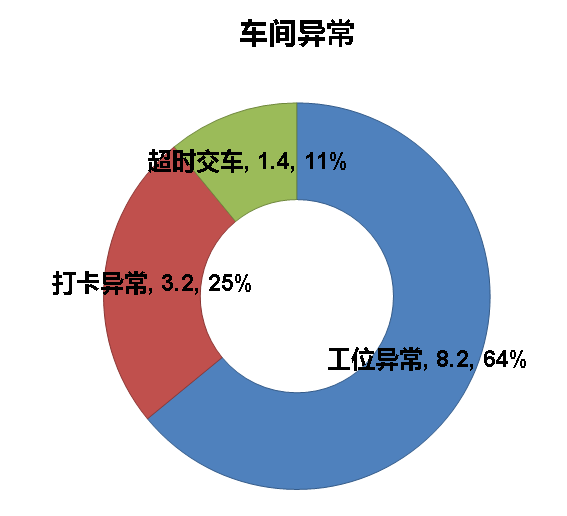 车间异常
超时交车, 1.4, 11%
打卡异常, 3.2, 25%
工位异常, 8.2, 64%